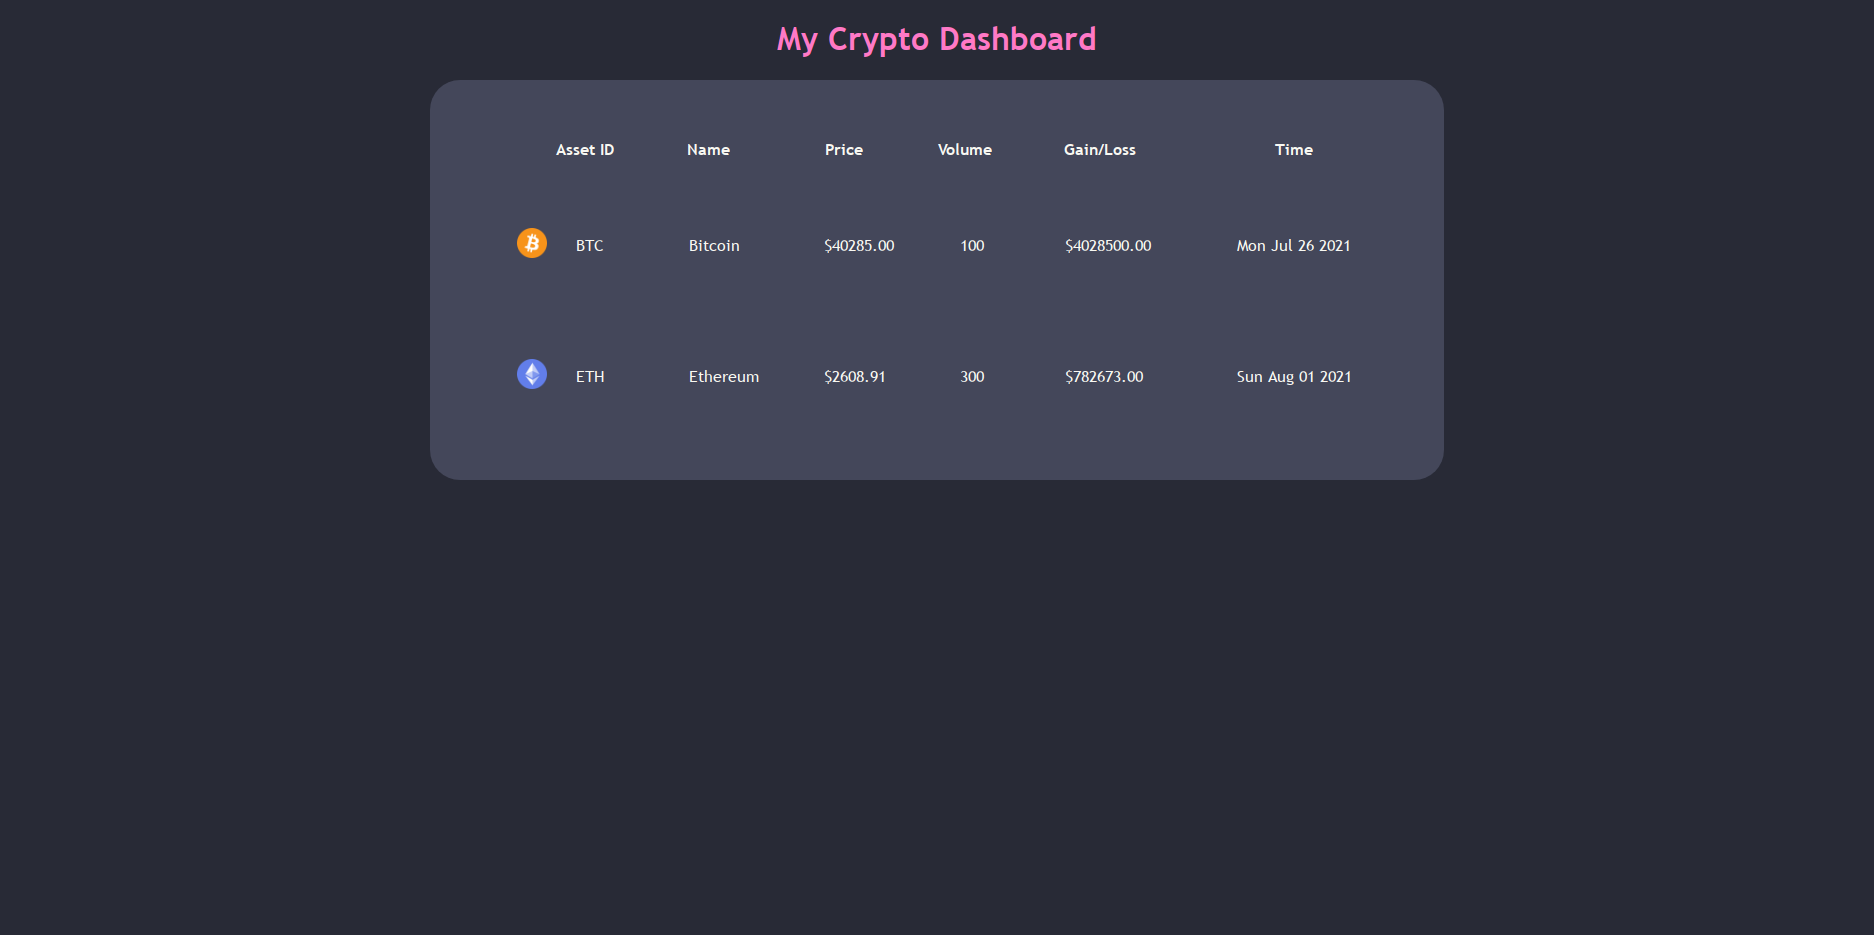 My Crypto Dashboard
Asset ID Name Price Volume Gain/Loss Time
BTC Bitcoin $40285.00 100 $4028500.00 Mon Jul 26 2021
ETH Ethereum $2608.91 300 $782673.00 Sun Aug 01 2021